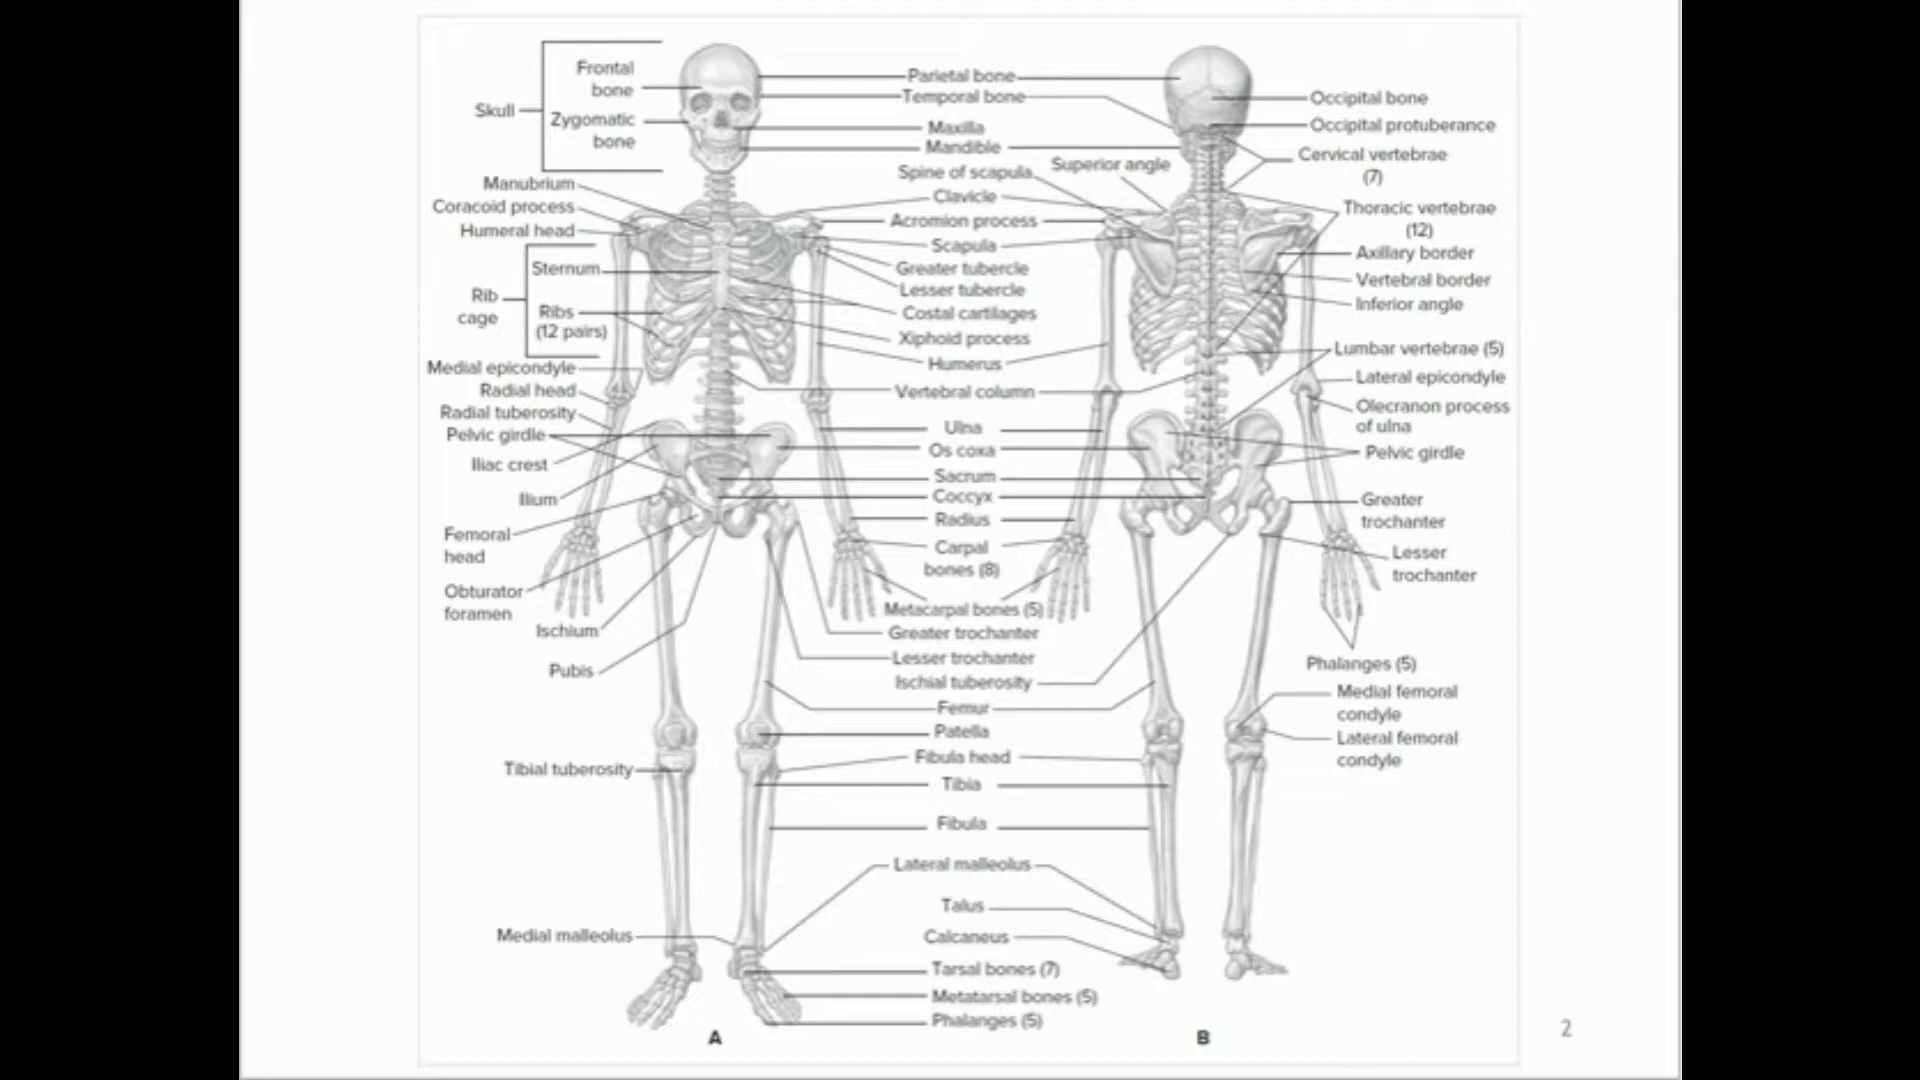 Skull
Frontal
bone
Zygomatic
bone
Manubrium
Coracoid process
Humeral head
Sternum
Rib
cage
Ribs
(12 pairs)
Medial epicondyle
Radial head
Radial tuberosity
Pelvic girdle
Iliac crest
Ilium
Femoral
head
Obturator
foramen
Ischium
Pubis
Tibial tuberosity
Medial malleolus
Parietal bone
Temporal bone
Maxilla
Mandible
Superior angle
Spine of scapula
Clavicle
Acromion process
Scapula
Greater tubercle
Lesser tubercle
Costal cartilages
Xiphoid process
Humerus
Vertebral column
Ulna
Os coxa
Sacrum
Coccyx
Radius
Carpal
bones (8)
Metacarpal bones (5)
Greater trochanter
Lesser trochanter
Ischial tuberosity
Femur
Patella
Fibula head
Tibia
Fibula
Lateral malleolus
Talus
Calcaneus
Tarsal bones (7)
Metatarsal bones (5)
Phalanges (5)
Occipital bone
Occipital protuberance
Cervical vertebrae
(7)
Thoracic vertebrae
(12)
Axillary border
Vertebral border
Inferior angle
Lumbar vertebrae (5)
Lateral epicondyle
Olecranon process
of ulna
Pelvic girdle
Greater
trochanter
Lesser
trochanter
Phalanges (5)
Medial femoral
condyle
Lateral femoral
condyle
A
B
2